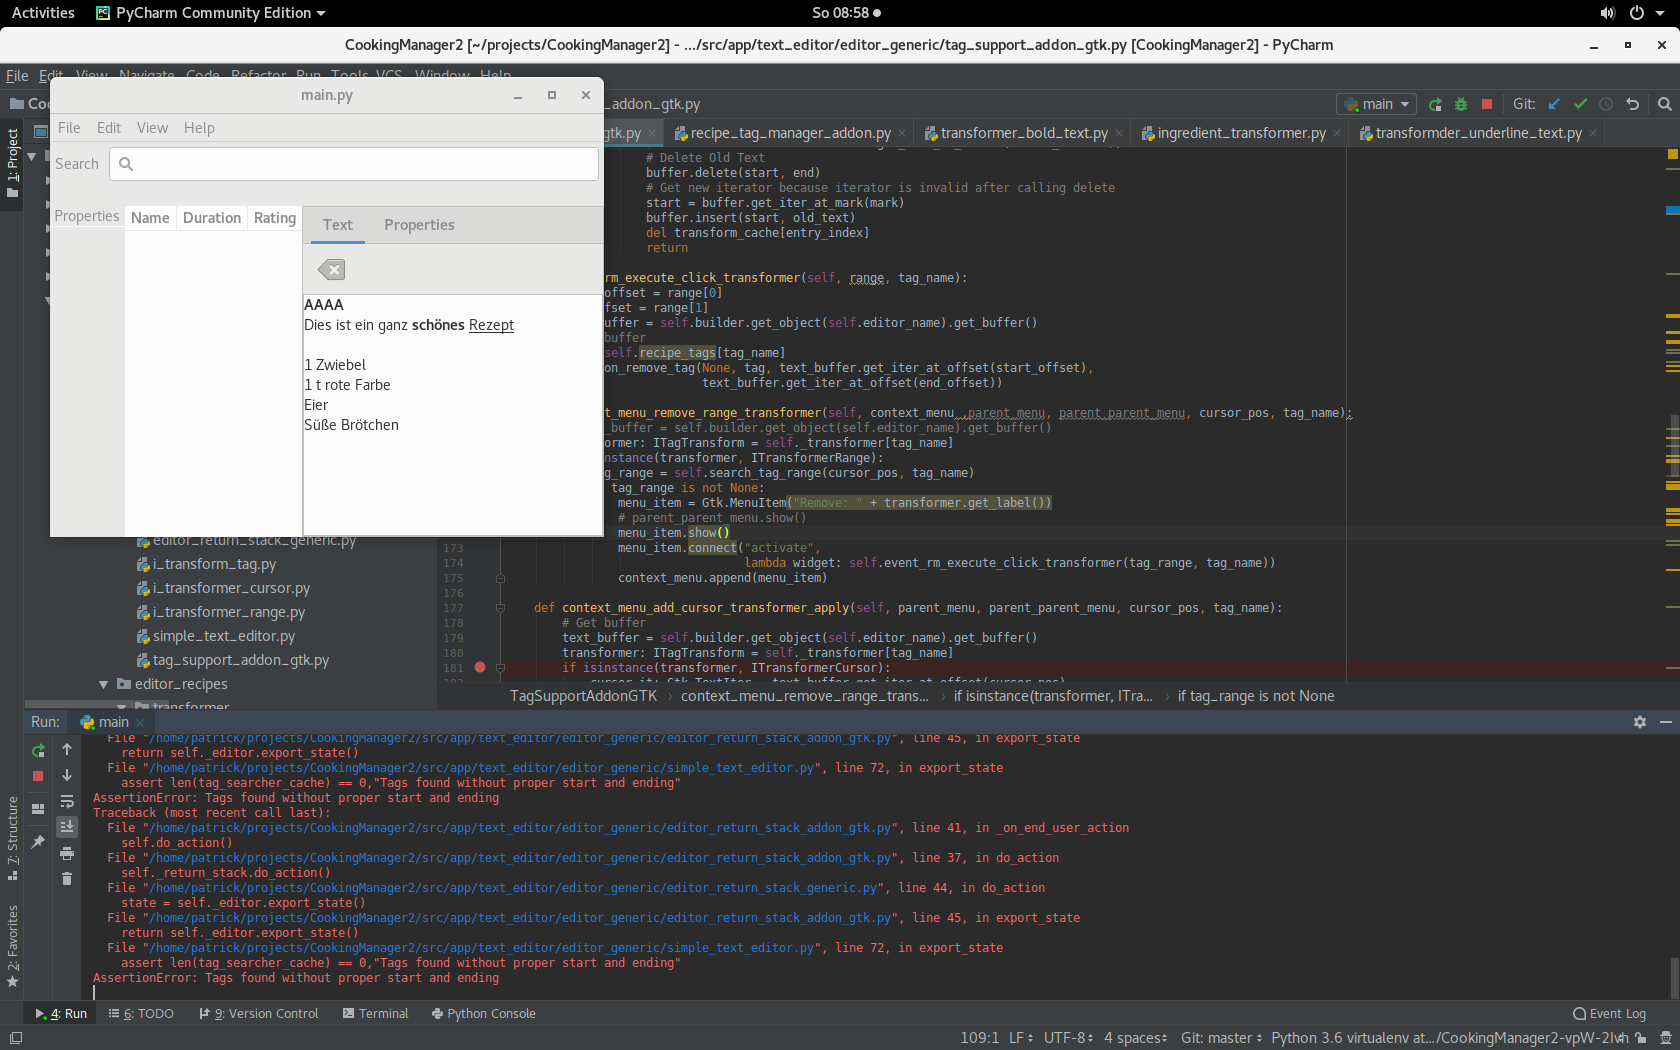 Activities PyCharm Community Edition So 08:58
CookingManager2 [~/projects/CookingManager2] - .../src/app/text_editor/editor_generic/tag_support_addon_gtk.py [CookingManager2] - PyCharm
File Edit View Navigate Code Refactor Run Tools VCS Window Help
main.py
File Edit View Help
Search
Properties Name Duration Rating
Text Properties
AAAA
Dies ist ein ganz schönes Rezept
1 Zwiebel
1 t rote Farbe
Eier
Süße Brötchen
_addon_gtk.py main Git:
gtk.py recipe_tag_manager_addon.py transformer_bold_text.py ingredient_transformer.py transformder_underline_text.py
1: Project
# Delete Old Text
buffer.delete(start, end)
# Get new iterator because iterator is invalid after calling delete
start = buffer.get_iter_at_mark(mark)
buffer.insert(start, old_text)
del transform_cache[entry_index]
return
rm_execute_click_transformer(self, range, tag_name):
offset = range[0]
fset = range[1]
uffer = self.builder.get_object(self.editor_name).get_buffer()
buffer
self.recipe_tags[tag_name]
on_remove_tag(None, tag, text_buffer.get_iter_at_offset(start_offset),
text_buffer.get_iter_at_offset(end_offset))
t_menu_remove_range_transformer(self, context_menu ,parent_menu, parent_parent_menu, cursor_pos, tag_name):
_buffer = self.builder.get_object(self.editor_name).get_buffer()
ormer: ITagTransform = self._transformer[tag_name]
nstance(transformer, ITransformerRange):
g_range = self.search_tag_range(cursor_pos, tag_name)
tag_range is not None:
menu_item = Gtk.MenuItem("Remove: " + transformer.get_label())
# parent_parent_menu.show()
menu_item.show()
173 menu_item.connect("activate",
174 lambda widget: self.event_rm_execute_click_transformer(tag_range, tag_name))
175 context_menu.append(menu_item)
176
177 def context_menu_add_cursor_transformer_apply(self, parent_menu, parent_parent_menu, cursor_pos, tag_name):
178 # Get buffer
179 text_buffer = self.builder.get_object(self.editor_name).get_buffer()
180 transformer: ITagTransform = self._transformer[tag_name]
181 if isinstance(transformer, ITransformerCursor):
editor_return_stack_generic.py
i_transform_tag.py
i_transformer_cursor.py
i_transformer_range.py
simple_text_editor.py
tag_support_addon_gtk.py
editor_recipes
transformer
TagSupportAddonGTK › context_menu_remove_range_trans... › if isinstance(transformer, ITra... › if tag_range is not None
Run: main
File "/home/patrick/projects/CookingManager2/src/app/text_editor/editor_generic/editor_return_stack_addon_gtk.py", line 45, in export_state
return self._editor.export_state()
File "/home/patrick/projects/CookingManager2/src/app/text_editor/editor_generic/simple_text_editor.py", line 72, in export_state
assert len(tag_searcher_cache) == 0,"Tags found without proper start and ending"
AssertionError: Tags found without proper start and ending
Traceback (most recent call last):
File "/home/patrick/projects/CookingManager2/src/app/text_editor/editor_generic/editor_return_stack_addon_gtk.py", line 41, in _on_end_user_action
self.do_action()
File "/home/patrick/projects/CookingManager2/src/app/text_editor/editor_generic/editor_return_stack_addon_gtk.py", line 37, in do_action
self._return_stack.do_action()
File "/home/patrick/projects/CookingManager2/src/app/text_editor/editor_generic/editor_return_stack_generic.py", line 44, in do_action
state = self._editor.export_state()
File "/home/patrick/projects/CookingManager2/src/app/text_editor/editor_generic/editor_return_stack_addon_gtk.py", line 45, in export_state
return self._editor.export_state()
File "/home/patrick/projects/CookingManager2/src/app/text_editor/editor_generic/simple_text_editor.py", line 72, in export_state
assert len(tag_searcher_cache) == 0,"Tags found without proper start and ending"
AssertionError: Tags found without proper start and ending
7: Structure
2: Favorites
4: Run 6: TODO 9: Version Control Terminal Python Console Event Log
109:1 LF UTF-8 4 spaces Git: master Python 3.6 virtualenv at.../CookingManager2-vpW-2Ivh